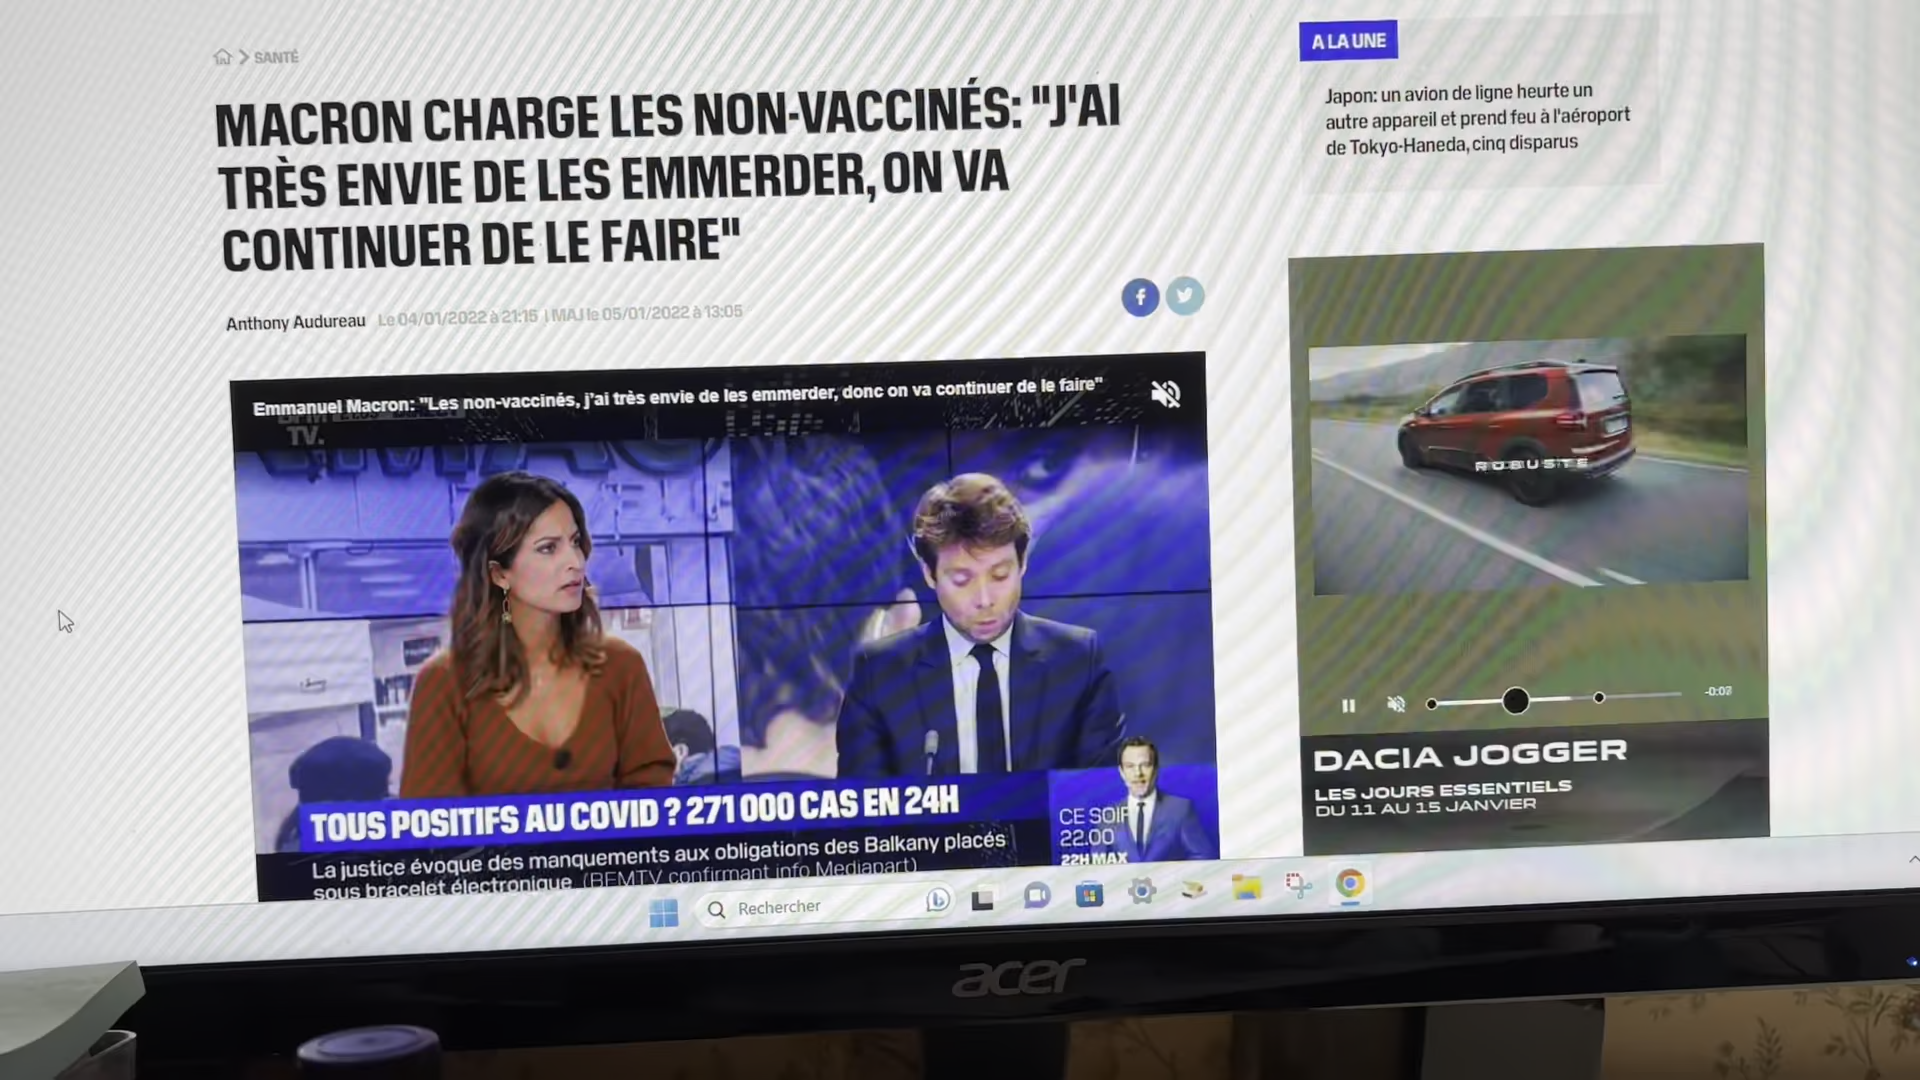 SANTÉ
MACRON CHARGE LES NON-VACCINÉS: "J'AI
TRÈS ENVIE DE LES EMMERDER, ON VA
CONTINUER DE LE FAIRE"
Anthony Audureau Le 04/01/2022 à 21:15 | MAJ le 05/01/2022 à 13:05
f
Emmanuel Macron: "Les non-vaccinés, j'ai très envie de les emmerder, donc on va continuer de le faire"
BFM
TV.
TOUS POSITIFS AU COVID ? 271 000 CAS EN 24H
La justice évoque des manquements aux obligations des Balkany placés
sous bracelet électronique (BFMTV confirmant info Mediapart)
CE SOIR
22.00
22H MAX
A LA UNE
Japon: un avion de ligne heurte un
autre appareil et prend feu à l'aéroport
de Tokyo-Haneda, cinq disparus
ROBUSTE
DACIA JOGGER
LES JOURS ESSENTIELS
DU 11 AU 15 JANVIER
Rechercher
acer